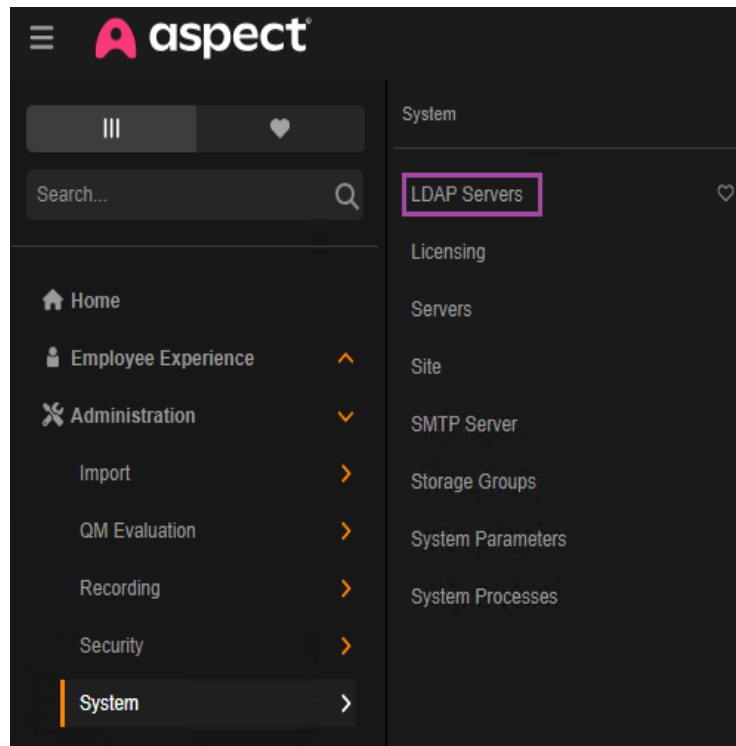 aspect
Search...
Home
Employee Experience
Administration
Import
QM Evaluation
Recording
Security
System
System
LDAP Servers
Licensing
Servers
Site
SMTP Server
Storage Groups
System Parameters
System Processes